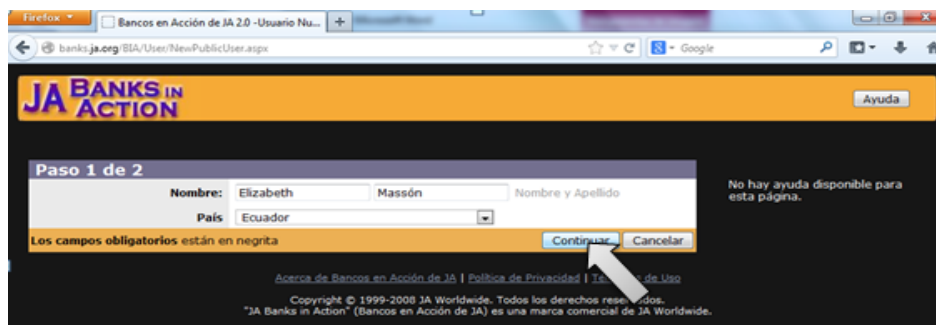 Firefox
Bancos en Acción de JA 2.0 -Usuario Nu...
banks.ja.org/BIA/User/NewPublicUser.aspx
Google
JA BANKS IN ACTION
Ayuda
Paso 1 de 2
Nombre: Elizabeth Massón Nombre y Apellido
País Ecuador
Los campos obligatorios están en negrita
Continuar Cancelar
No hay ayuda disponible para
esta página.
Acerca de Bancos en Acción de JA | Política de Privacidad | de Uso
Copyright © 1999-2008 JA Worldwide. Todos los derechos
"JA Banks in Action" (Bancos en Acción de JA) es una marca comercial de JA Worldwide.